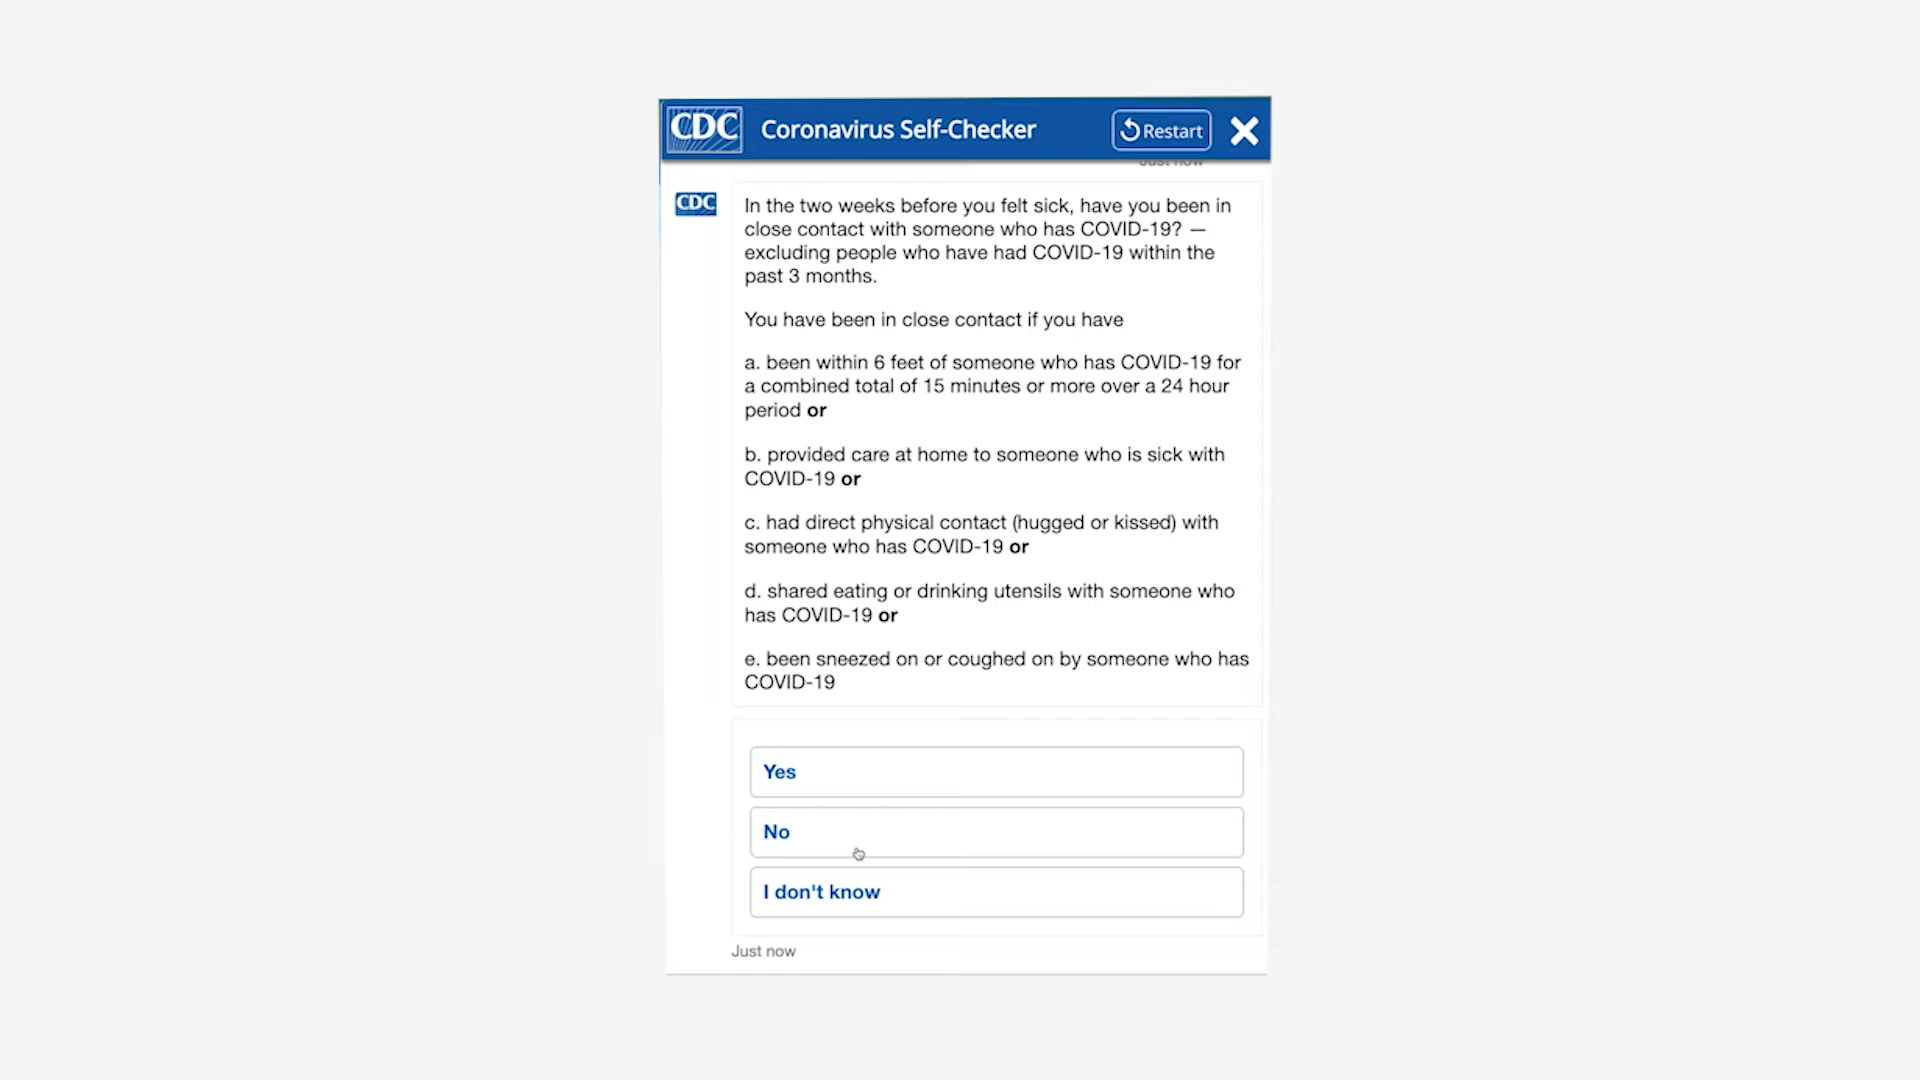 CDC Coronavirus Self-Checker Restart
Just now
CDC
In the two weeks before you felt sick, have you been in
close contact with someone who has COVID-19? —
excluding people who have had COVID-19 within the
past 3 months.
You have been in close contact if you have
a. been within 6 feet of someone who has COVID-19 for
a combined total of 15 minutes or more over a 24 hour
period or
b. provided care at home to someone who is sick with
COVID-19 or
c. had direct physical contact (hugged or kissed) with
someone who has COVID-19 or
d. shared eating or drinking utensils with someone who
has COVID-19 or
e. been sneezed on or coughed on by someone who has
COVID-19
Yes
No
I don't know
Just now